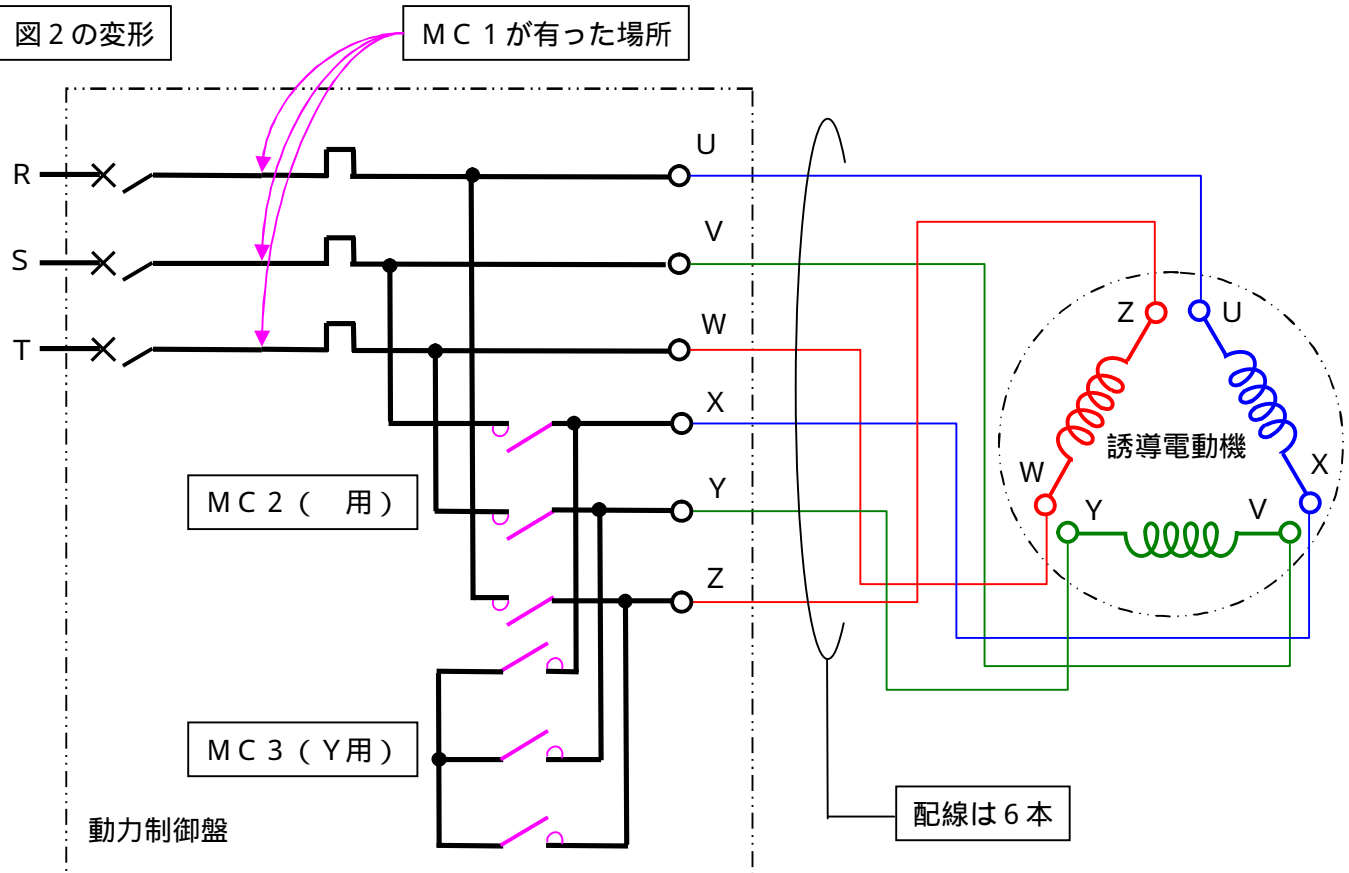 図2の変形
MC1が有った場所
R
S
T
U
V
W
X
Y
Z
MC2(　用)
MC3(Y用)
動力制御盤
Z
U
誘導電動機
W
X
Y
V
配線は6本